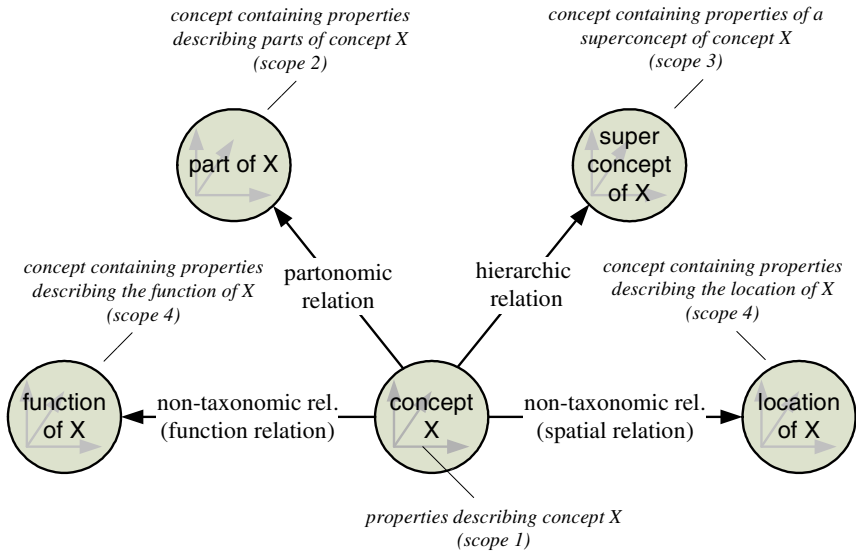 concept containing properties
describing parts of concept X
(scope 2)
concept containing properties of a
superconcept of concept X
(scope 3)
part of X
super
concept
of X
partonomic
relation
hierarchic
relation
concept containing properties
describing the function of X
(scope 4)
concept containing properties
describing the location of X
(scope 4)
function
of X
non-taxonomic rel.
(function relation)
concept
X
non-taxonomic rel.
(spatial relation)
location
of X
properties describing concept X
(scope 1)